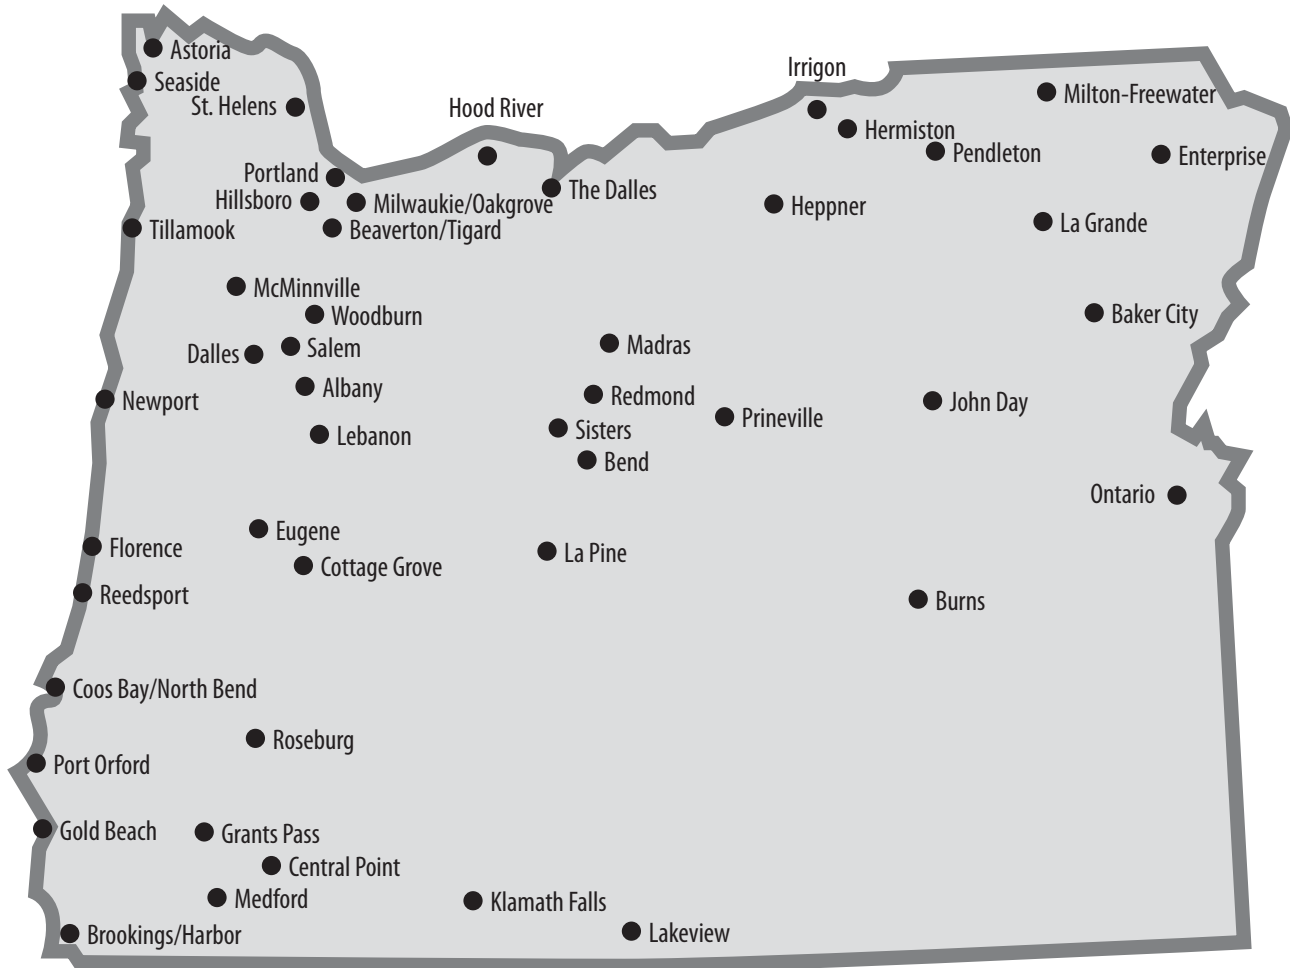 Astoria
Seaside
St. Helens
Hood River
Irrigon
Milton-Freewater
Hermiston
Pendleton
Enterprise
Portland
Hillsboro
Milwaukie/Oakgrove
The Dalles
Heppner
La Grande
Tillamook
Beaverton/Tigard
McMinnville
Woodburn
Baker City
Dalles
Salem
Madras
Albany
Newport
Redmond
Prineville
John Day
Lebanon
Sisters
Bend
Ontario
Eugene
Florence
Cottage Grove
La Pine
Reedsport
Burns
Coos Bay/North Bend
Roseburg
Port Orford
Gold Beach
Grants Pass
Central Point
Medford
Klamath Falls
Brookings/Harbor
Lakeview